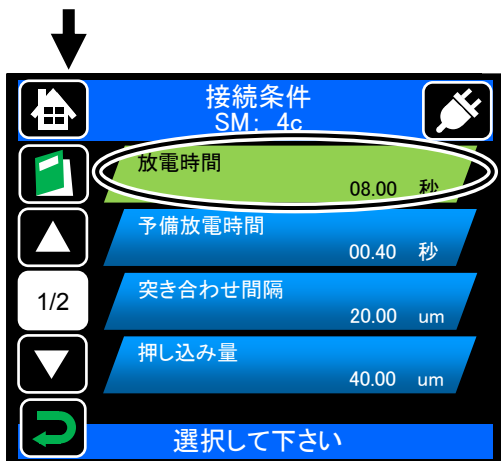 接続条件
SM: 4c
放電時間
08.00 秒
予備放電時間
00.40 秒
1/2
突き合わせ間隔
20.00 um
押し込み量
40.00 um
選択して下さい